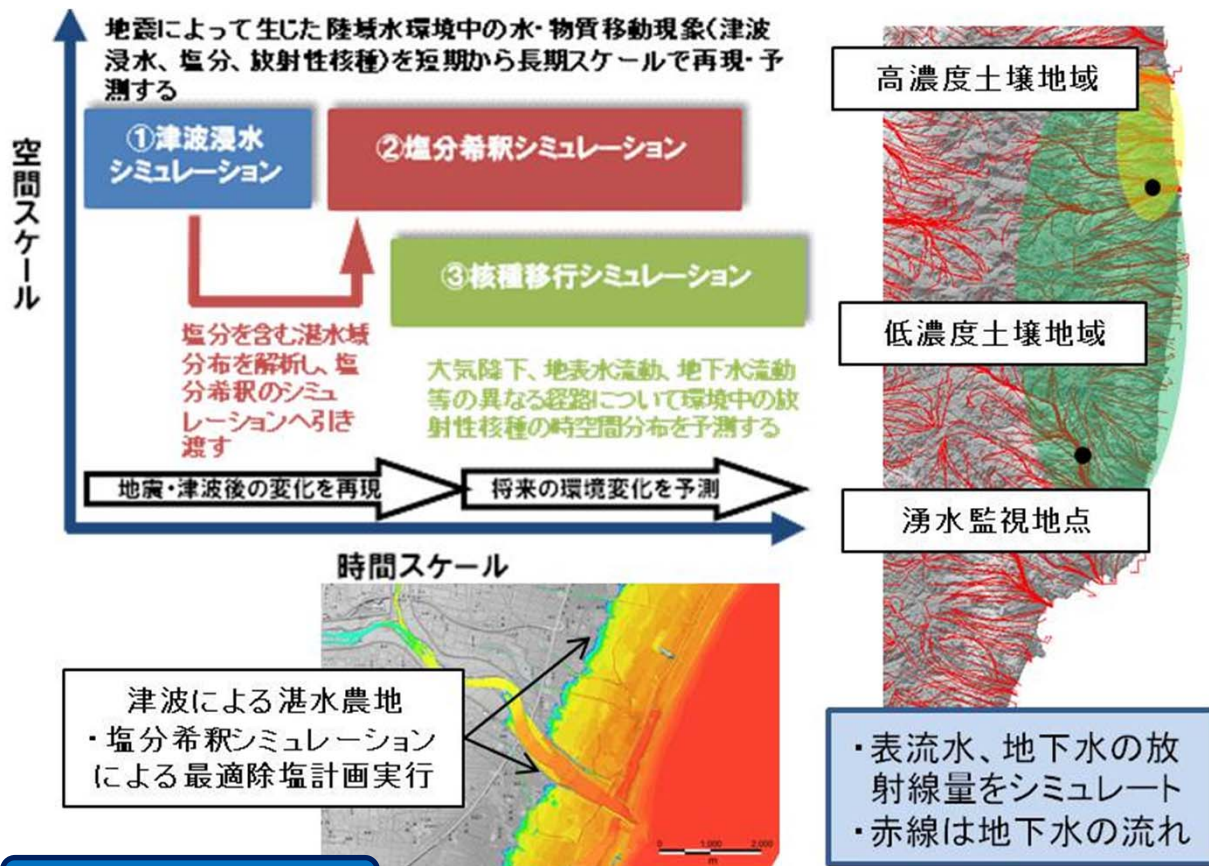 地震によって生じた陸域水環境中の水・物質移動現象(津波
浸水、塩分、放射性核種)を短期から長期スケールで再現・予
測する
空間スケール
①津波浸水
シミュレーション
②塩分希釈シミュレーション
③核種移行シミュレーション
塩分を含む湛水域
分布を解析し、塩
分希釈のシミュ
レーションへ引き
渡す
大気降下、地表水流動、地下水流動
等の異なる経路について環境中の放
射性核種の時空間分布を予測する
地震・津波後の変化を再現
将来の環境変化を予測
時間スケール
高濃度土壌地域
低濃度土壌地域
湧水監視地点
津波による湛水農地
・塩分希釈シミュレーション
による最適除塩計画実行
0 1,000 2,000
m
・表流水、地下水の放
射線量をシミュレート
・赤線は地下水の流れ